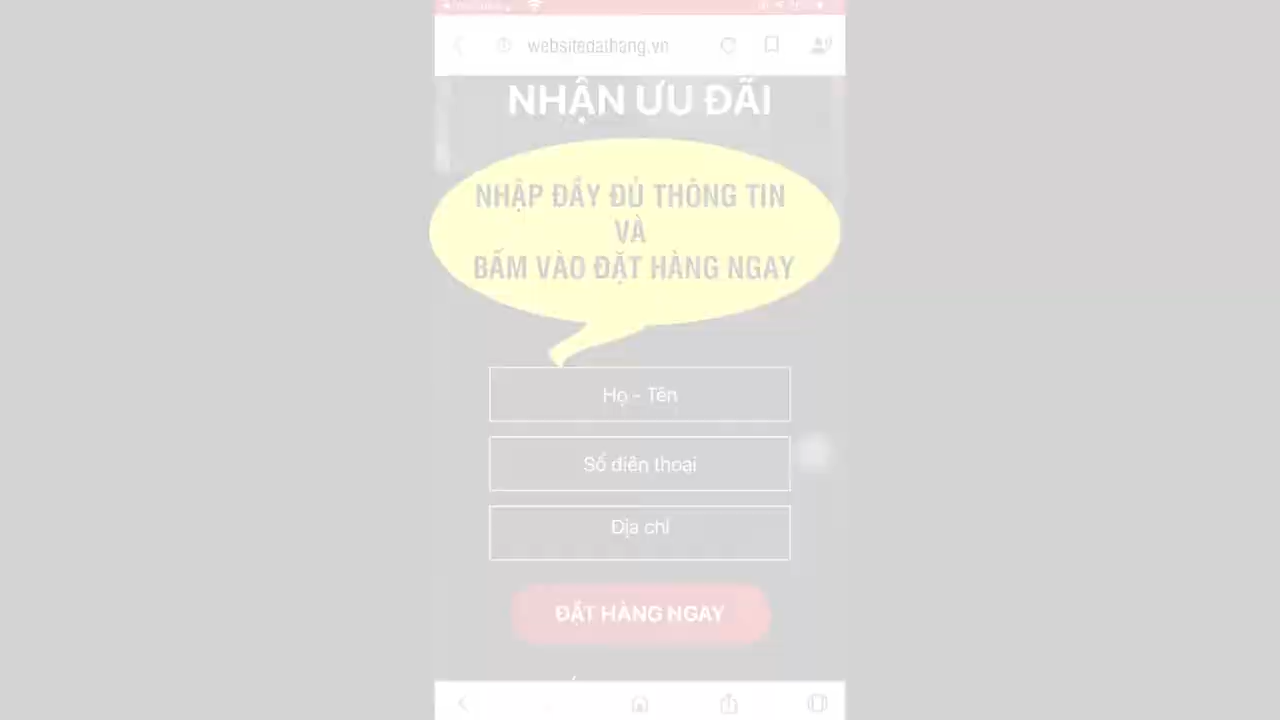 websitedathang.vn
NHẬN ƯU ĐÃI
NHẬP ĐẦY ĐỦ THÔNG TIN
VÀ
BẤM VÀO ĐẶT HÀNG NGAY
Họ - Tên
Số điện thoại
Địa chỉ
ĐẶT HÀNG NGAY